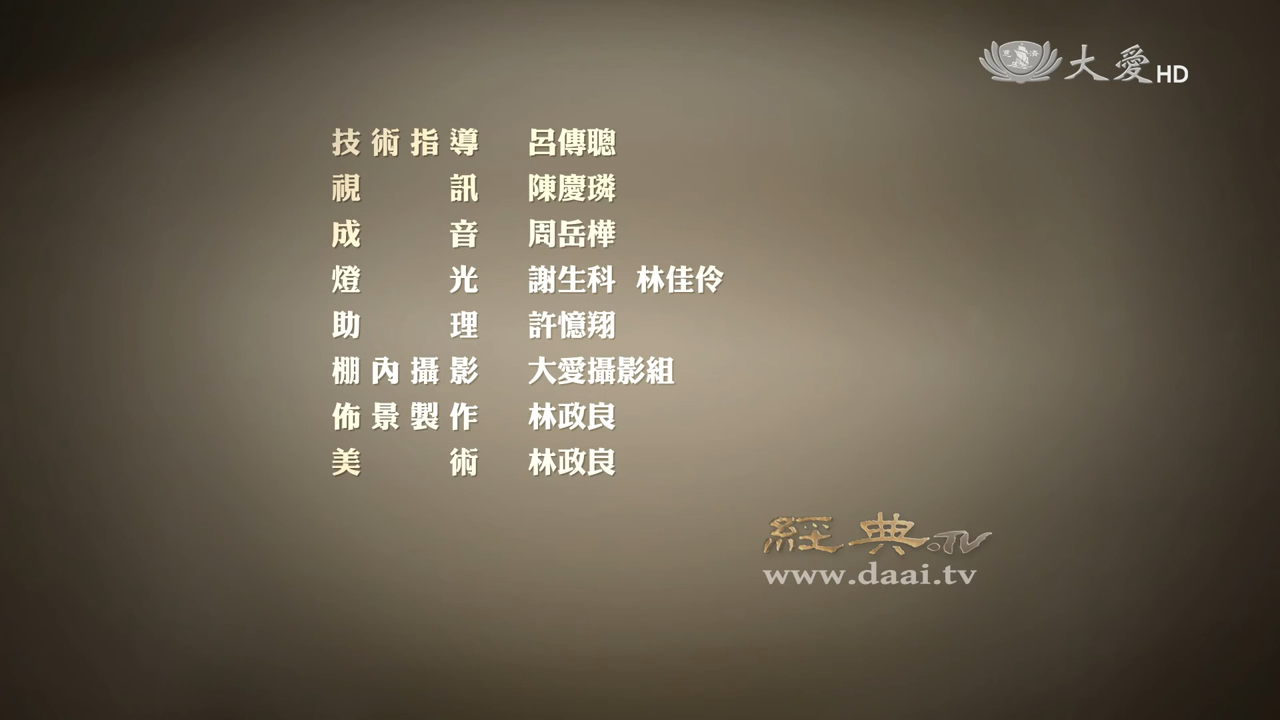 大愛HD
技術指導 呂傳聰
視訊 陳慶璘
成音 周岳樺
燈光 謝生科 林佳伶
助理 許憶翔
棚內攝影 大愛攝影組
佈景製作 林政良
美術 林政良
經典.TV
www.daai.tv